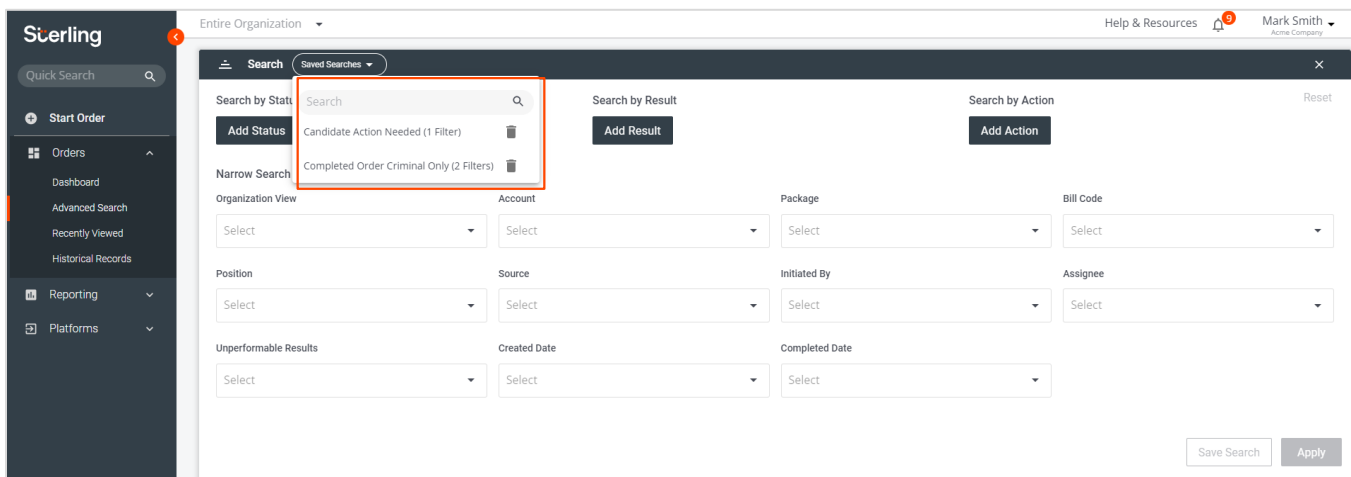 Sterling
Quick Search
Start Order
Orders
Dashboard
Advanced Search
Recently Viewed
Historical Records
Reporting
Platforms
Entire Organization
Help & Resources
9
Mark Smith
Acme Company
Search
Saved Searches
Search by Statu
Search
Search by Result
Search by Action
Reset
Add Status
Candidate Action Needed (1 Filter)
Add Result
Add Action
Completed Order Criminal Only (2 Filters)
Narrow Search
Organization View
Account
Package
Bill Code
Select
Select
Select
Select
Position
Source
Initiated By
Assignee
Select
Select
Select
Select
Unperformable Results
Created Date
Completed Date
Select
Select
Select
Save Search
Apply